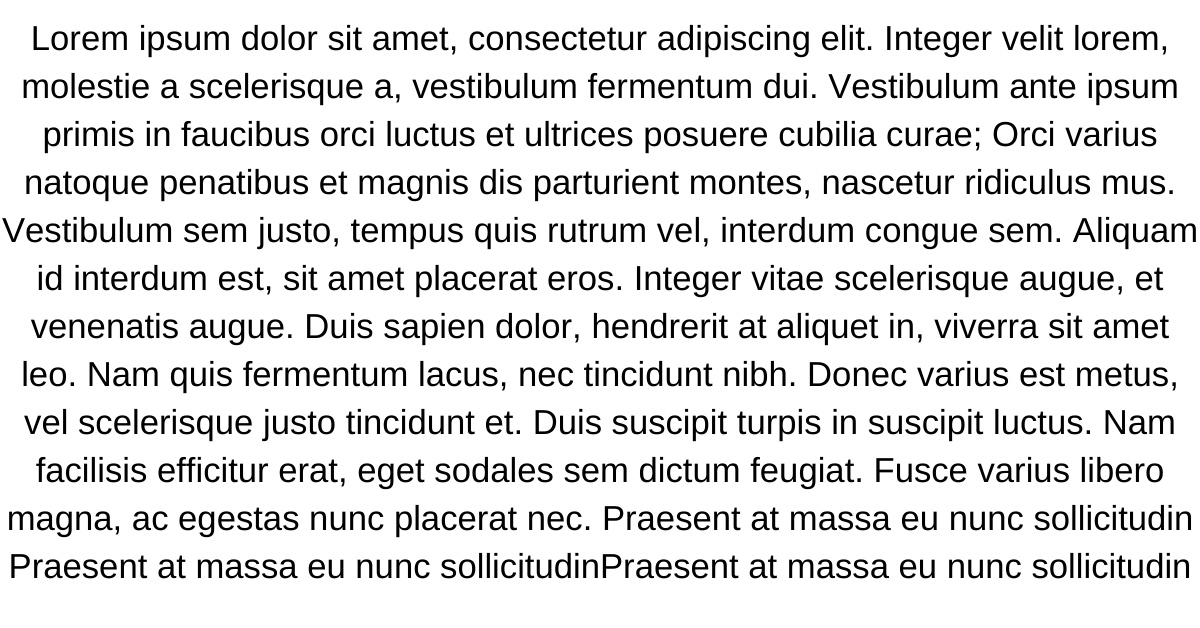 Lorem ipsum dolor sit amet, consectetur adipiscing elit. Integer velit lorem,
molestie a scelerisque a, vestibulum fermentum dui. Vestibulum ante ipsum
primis in faucibus orci luctus et ultrices posuere cubilia curae; Orci varius
natoque penatibus et magnis dis parturient montes, nascetur ridiculus mus.
Vestibulum sem justo, tempus quis rutrum vel, interdum congue sem. Aliquam
id interdum est, sit amet placerat eros. Integer vitae scelerisque augue, et
venenatis augue. Duis sapien dolor, hendrerit at aliquet in, viverra sit amet
leo. Nam quis fermentum lacus, nec tincidunt nibh. Donec varius est metus,
vel scelerisque justo tincidunt et. Duis suscipit turpis in suscipit luctus. Nam
facilisis efficitur erat, eget sodales sem dictum feugiat. Fusce varius libero
magna, ac egestas nunc placerat nec. Praesent at massa eu nunc sollicitudin
Praesent at massa eu nunc sollicitudinPraesent at massa eu nunc sollicitudin